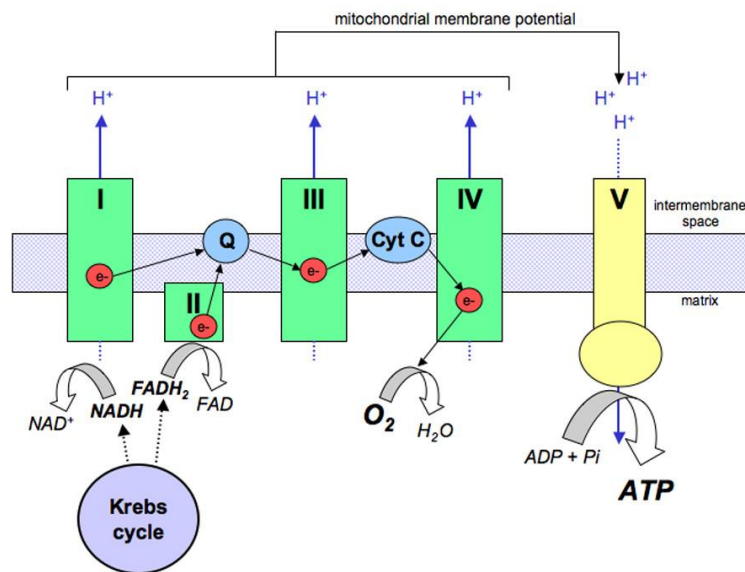 mitochondrial membrane potential
H⁺
H⁺
H⁺
H⁺
H⁺
H⁺
I
III
IV
V
intermembrane
space
Q
Cyt C
e-
e-
e-
II
e-
matrix
NAD⁺
NADH
FADH₂
FAD
O₂
H₂O
ADP + Pi
ATP
Krebs
cycle